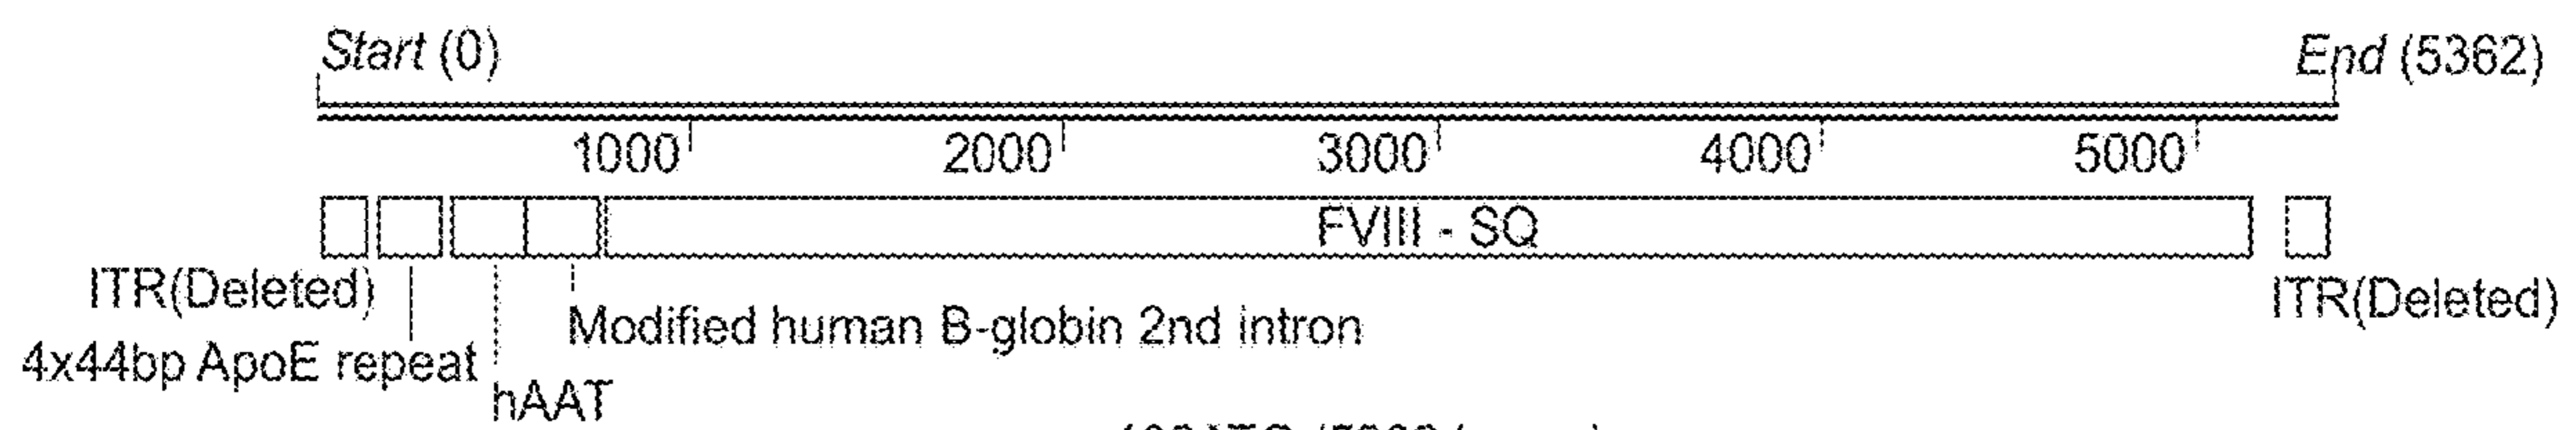 Start (0) End (5362)
1000 2000 3000 4000 5000
FVIII - SQ
ITR(Deleted) ITR(Deleted)
Modified human B-globin 2nd intron
4x44bp ApoE repeat
hAAT